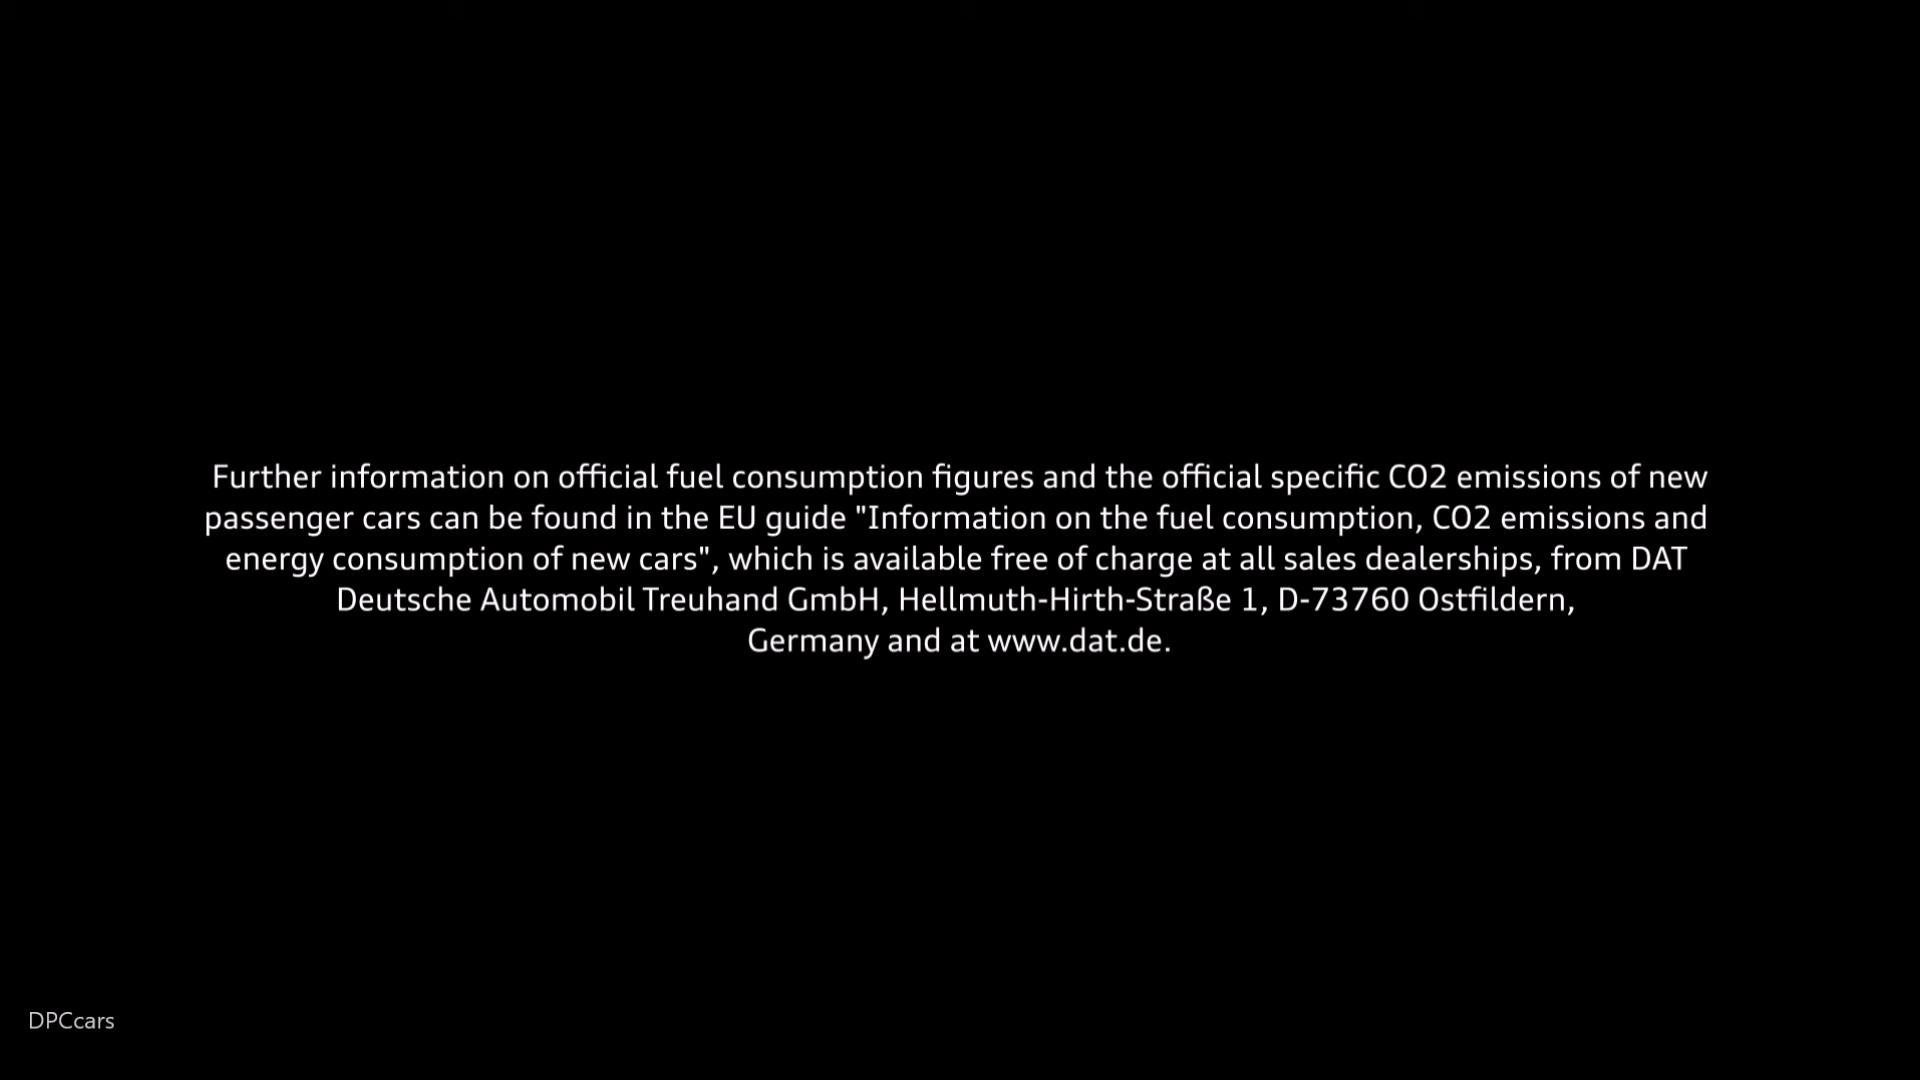 Further information on official fuel consumption figures and the official specific CO2 emissions of new
passenger cars can be found in the EU guide "Information on the fuel consumption, CO2 emissions and
energy consumption of new cars", which is available free of charge at all sales dealerships, from DAT
Deutsche Automobil Treuhand GmbH, Hellmuth-Hirth-Straße 1, D-73760 Ostfildern,
Germany and at www.dat.de.
DPCcars